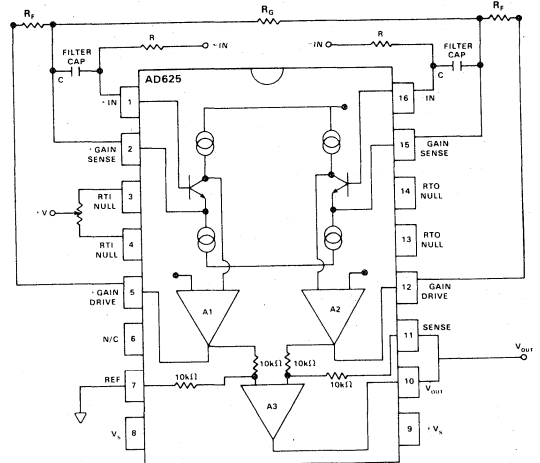 RF RG RF
R -IN -IN R
FILTER CAP C
FILTER CAP C
AD625
· IN 1
16 IN
· GAIN SENSE 2
15 GAIN SENSE
RTI NULL 3
14 RTO NULL
· V
RTI NULL 4
13 RTO NULL
· GAIN DRIVE 5
12 GAIN DRIVE
A1 A2
N/C 6
11 SENSE
VOUT
10kΩ 10kΩ
REF 7 10kΩ 10kΩ
10 VOUT
A3
VS 8
9 · VS